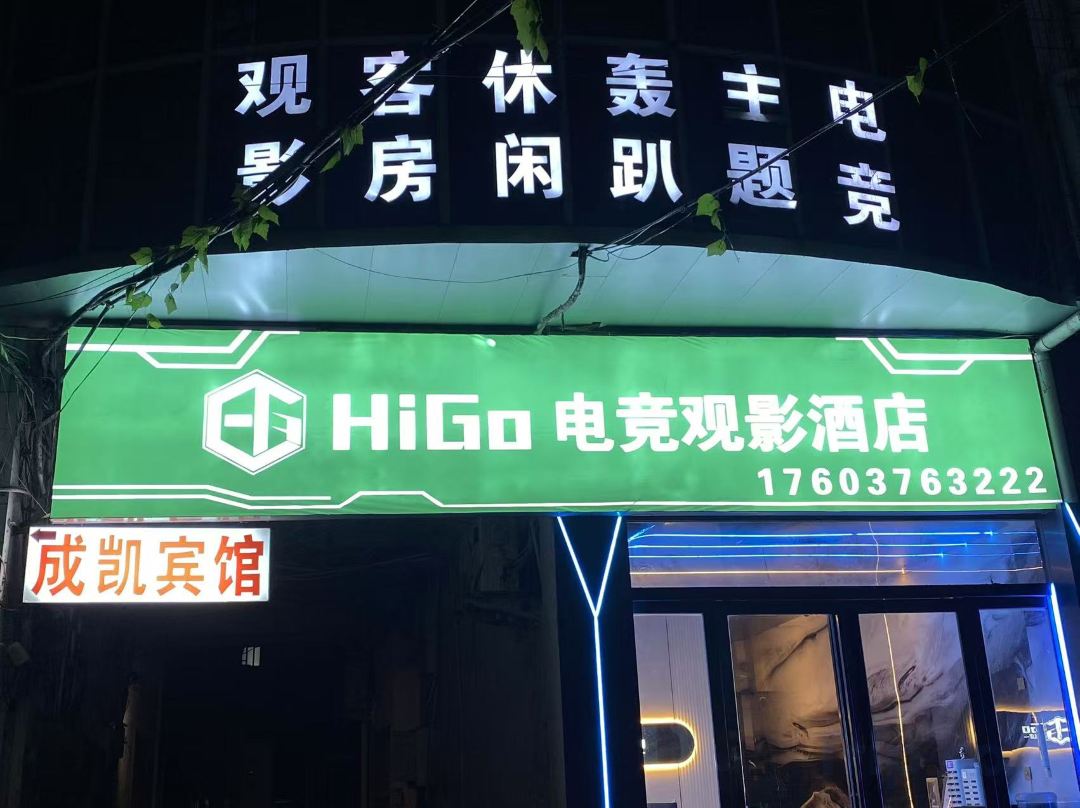 观影 客房 休闲 轰趴 主题 电竞
HiGo 电竞观影酒店
17603763222
成凯宾馆